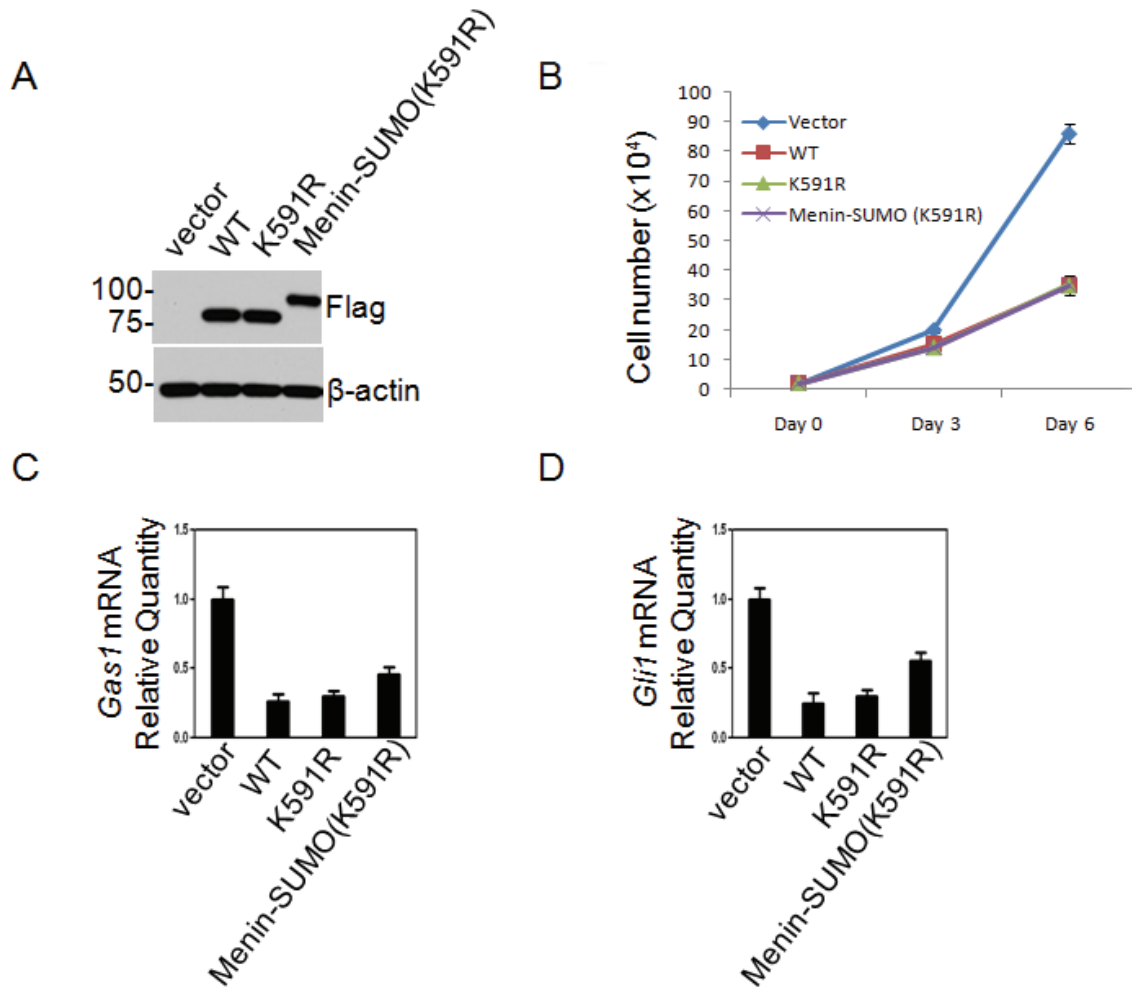 A
vector
WT
K591R
Menin-SUMO(K591R)
100-
75-
Flag
50-
β-actin
B
Cell number (x10⁴)
100
90
80
70
60
50
40
30
20
10
0
Vector
WT
K591R
Menin-SUMO (K591R)
Day 0
Day 3
Day 6
C
Gas1 mRNA
Relative Quantity
1.5
1.0
0.5
0.0
vector
WT
K591R
Menin-SUMO(K591R)
D
Gli1 mRNA
Relative Quantity
1.5
1.0
0.5
0.0
vector
WT
K591R
Menin-SUMO(K591R)